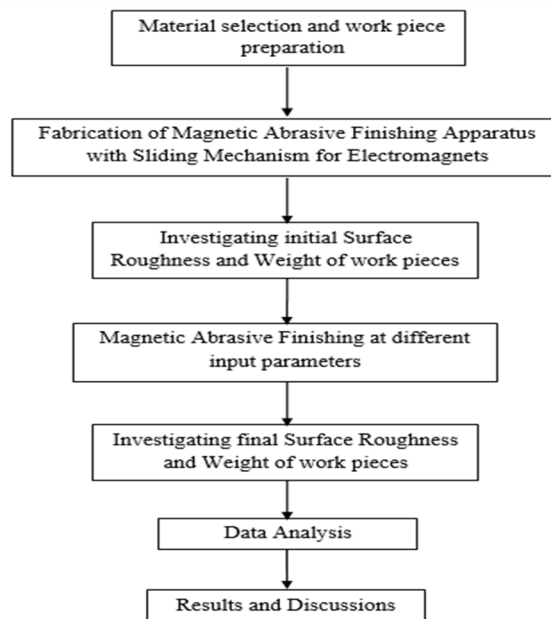 Material selection and work piece
preparation
Fabrication of Magnetic Abrasive Finishing Apparatus
with Sliding Mechanism for Electromagnets
Investigating initial Surface
Roughness and Weight of work pieces
Magnetic Abrasive Finishing at different
input parameters
Investigating final Surface Roughness
and Weight of work pieces
Data Analysis
Results and Discussions